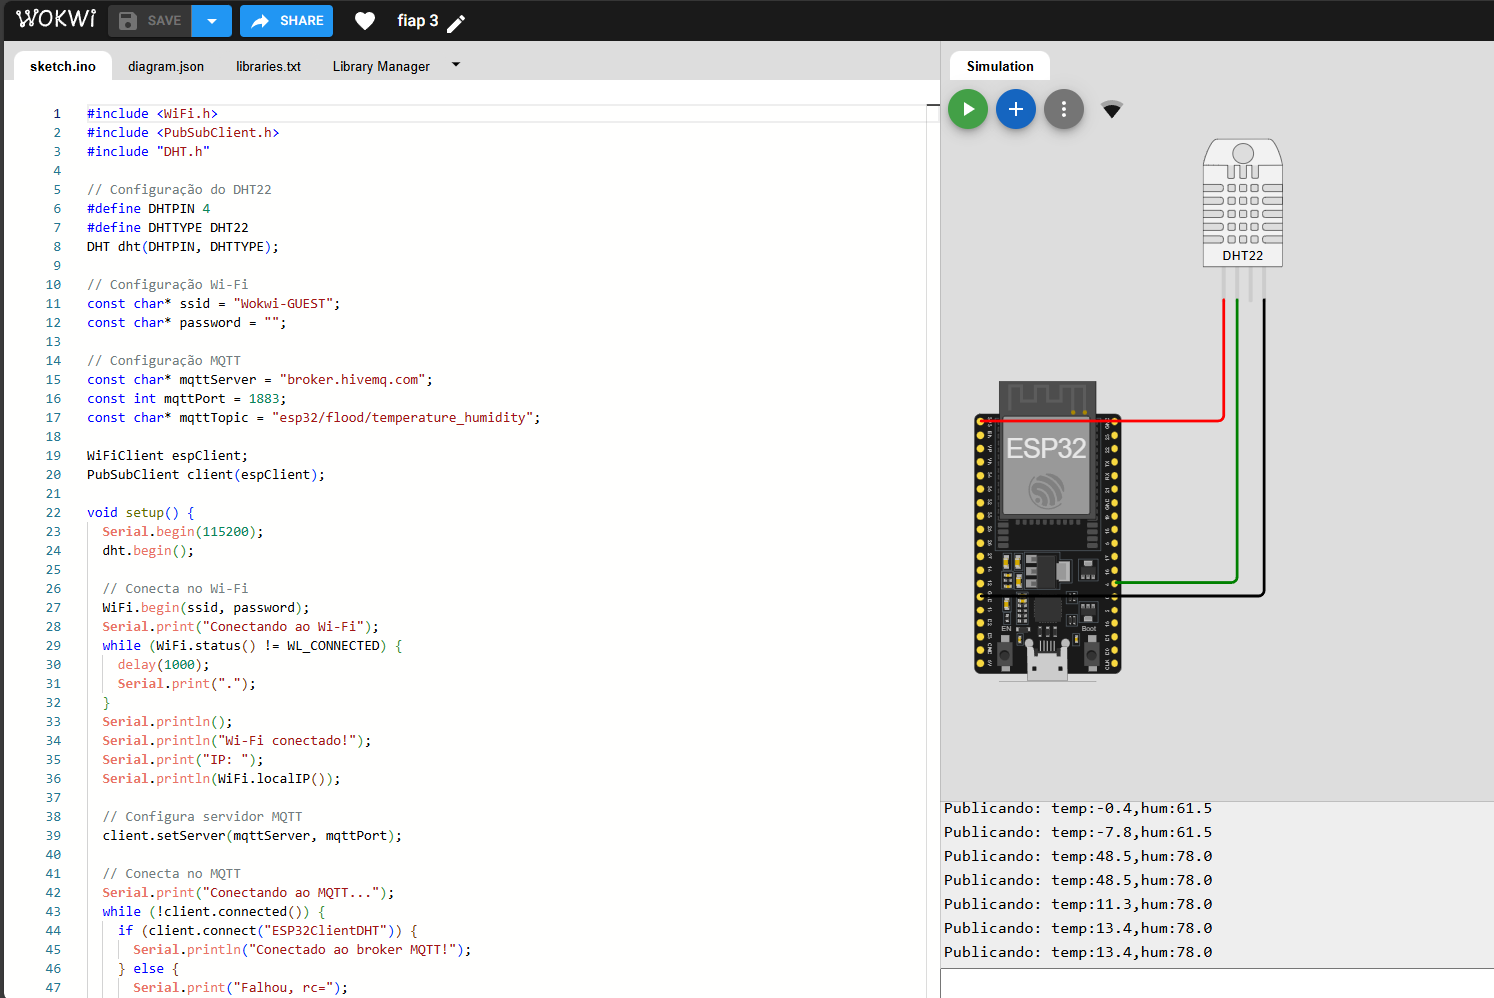 WOKWI SAVE SHARE fiap 3
sketch.ino diagram.json libraries.txt Library Manager
1 #include <WiFi.h>
2 #include <PubSubClient.h>
3 #include "DHT.h"
4
5 // Configuração do DHT22
6 #define DHTPIN 4
7 #define DHTTYPE DHT22
8 DHT dht(DHTPIN, DHTTYPE);
9
10 // Configuração Wi-Fi
11 const char* ssid = "Wokwi-GUEST";
12 const char* password = "";
13
14 // Configuração MQTT
15 const char* mqttServer = "broker.hivemq.com";
16 const int mqttPort = 1883;
17 const char* mqttTopic = "esp32/flood/temperature_humidity";
18
19 WiFiClient espClient;
20 PubSubClient client(espClient);
21
22 void setup() {
23 Serial.begin(115200);
24 dht.begin();
25
26 // Conecta no Wi-Fi
27 WiFi.begin(ssid, password);
28 Serial.print("Conectando ao Wi-Fi");
29 while (WiFi.status() != WL_CONNECTED) {
30 delay(1000);
31 Serial.print(".");
32 }
33 Serial.println();
34 Serial.println("Wi-Fi conectado!");
35 Serial.print("IP: ");
36 Serial.println(WiFi.localIP());
37
38 // Configura servidor MQTT
39 client.setServer(mqttServer, mqttPort);
40
41 // Conecta no MQTT
42 Serial.print("Conectando ao MQTT...");
43 while (!client.connected()) {
44 if (client.connect("ESP32ClientDHT")) {
45 Serial.println("Conectado ao broker MQTT!");
46 } else {
47 Serial.print("Falhou, rc=");
Simulation
DHT22
ESP32
EN
Boot
Publicando: temp:-0.4,hum:61.5
Publicando: temp:-7.8,hum:61.5
Publicando: temp:48.5,hum:78.0
Publicando: temp:48.5,hum:78.0
Publicando: temp:11.3,hum:78.0
Publicando: temp:13.4,hum:78.0
Publicando: temp:13.4,hum:78.0